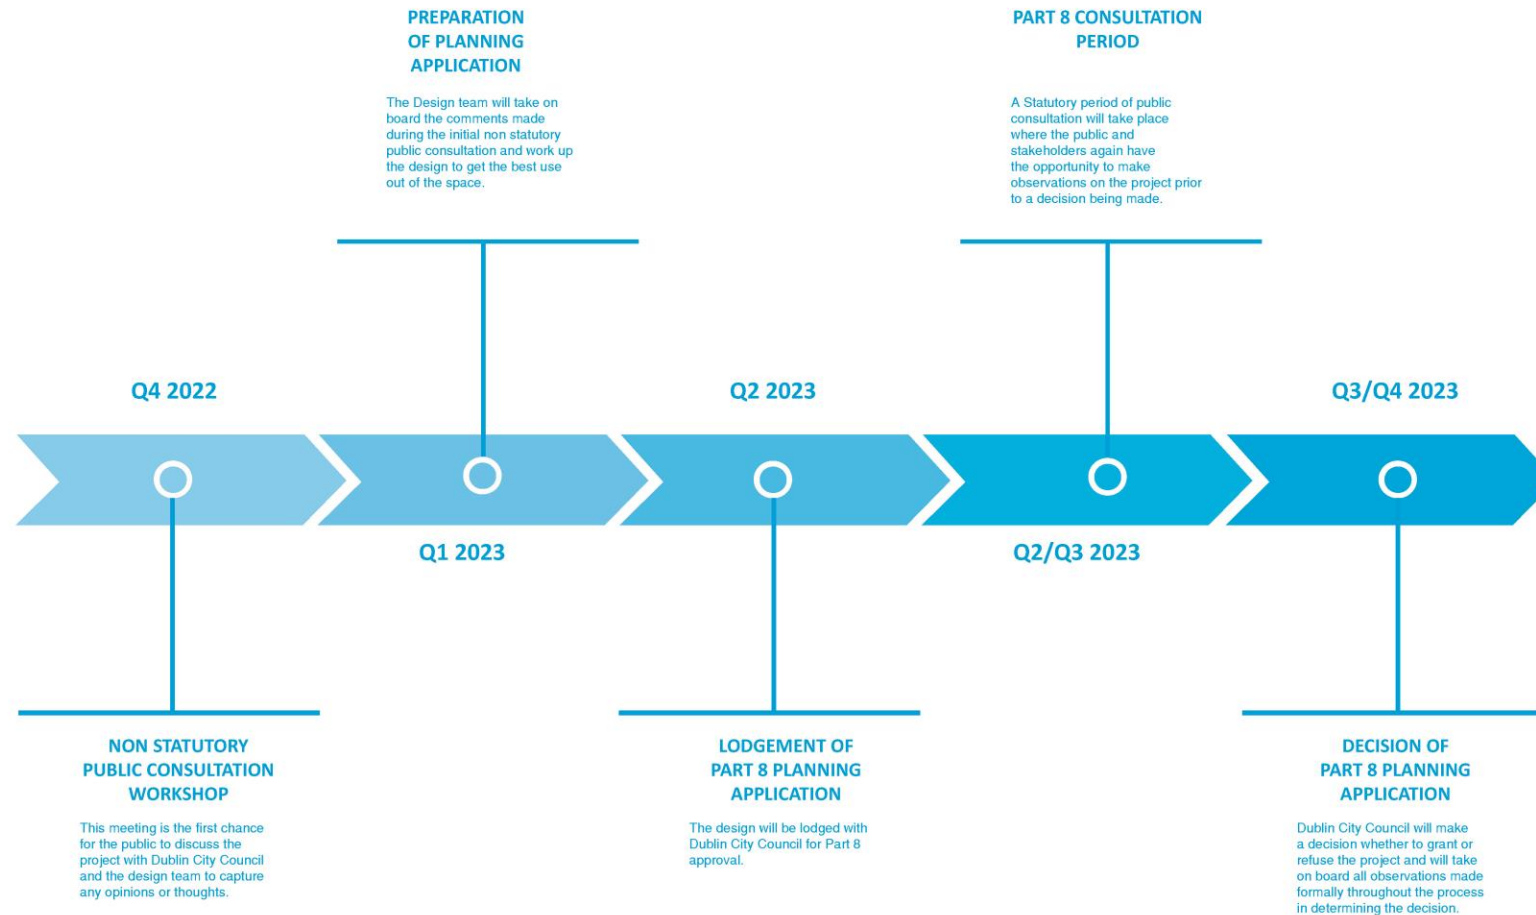 PREPARATION
OF PLANNING
APPLICATION
The Design team will take on
board the comments made
during the initial non statutory
public consultation and work up
the design to get the best use
out of the space.
PART 8 CONSULTATION
PERIOD
A Statutory period of public
consultation will take place
where the public and
stakeholders again have
the opportunity to make
observations on the project prior
to a decision being made.
Q4 2022
Q2 2023
Q3/Q4 2023
Q1 2023
Q2/Q3 2023
NON STATUTORY
PUBLIC CONSULTATION
WORKSHOP
This meeting is the first chance
for the public to discuss the
project with Dublin City Council
and the design team to capture
any opinions or thoughts.
LODGEMENT OF
PART 8 PLANNING
APPLICATION
The design will be lodged with
Dublin City Council for Part 8
approval.
DECISION OF
PART 8 PLANNING
APPLICATION
Dublin City Council will make
a decision whether to grant or
refuse the project and will take
on board all observations made
formally throughout the process
in determining the decision.